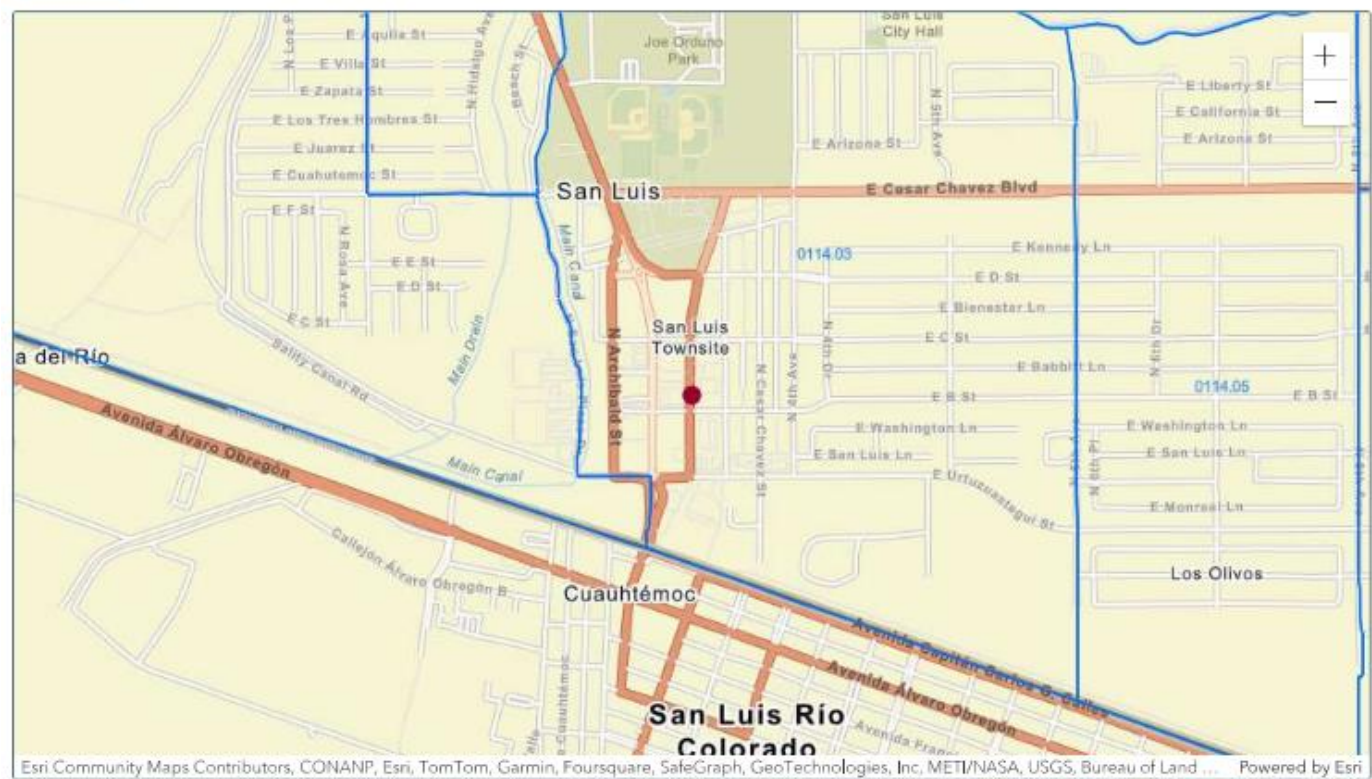 San Luis
City Hall
Joe Orduno
Park
+
−
E Aquila St
E Villa St
E Zapata St
N Hidalgo Ave
Basch St
E Los Tres Hombres St
E Juarez St
E Cuahutemoc St
E Liberty St
E California St
E Arizona St
E Arizona St
N 5th Ave
San Luis
E Cesar Chavez Blvd
E F St
N Rosa Ave
E E St
E D St
E C St
Main Canal
Main Drain
0114.03
E Kennedy Ln
E D St
E Bienestar Ln
E C St
E Babbitt Ln
N 4th Dr
N 4th Ave
N 6th Dr
San Luis
Townsite
N Archibald St
N Cesar Chavez St
a del Río
Sality Canal Rd
0114.05
E B St
E B St
Avenida Álvaro Obregón
Main Canal
E Washington Ln
E San Luis Ln
E Washington Ln
E San Luis Ln
N 6th Pl
E Urtuzuastegui St
E Monreal Ln
Los Olivos
Callejón Álvaro Obregón B
Cuauhtémoc
Avenida Capitán Carlos G. Calles
Avenida Álvaro Obregón
San Luis Río
Colorado
Esri Community Maps Contributors, CONANP, Esri, TomTom, Garmin, Foursquare, SafeGraph, GeoTechnologies, Inc, METI/NASA, USGS, Bureau of Land ... Powered by Esri